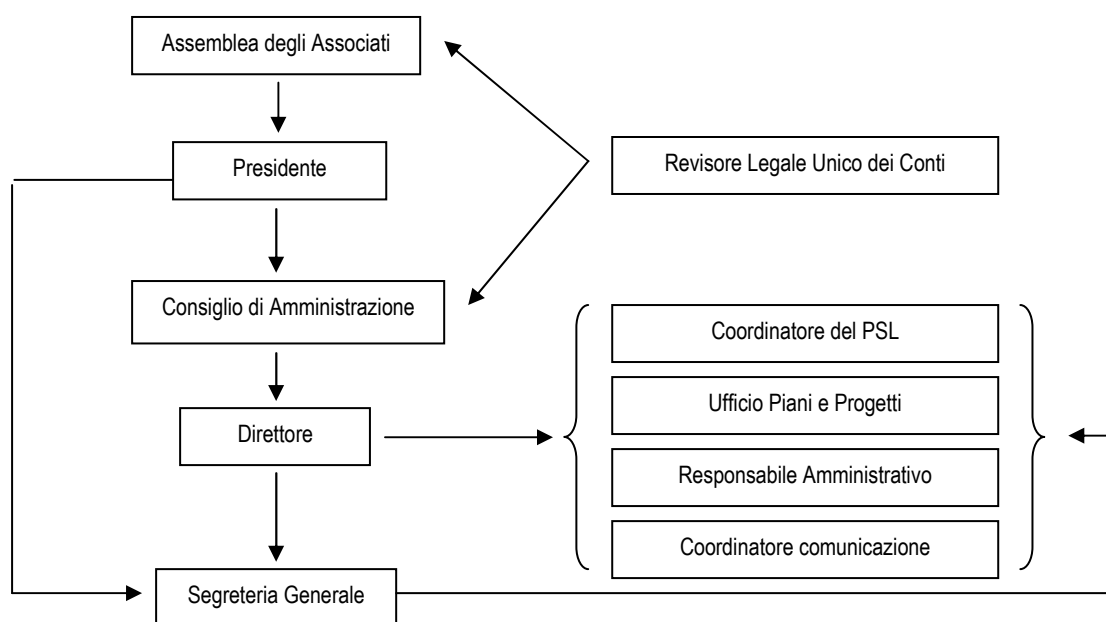 Assemblea degli Associati
Presidente
Revisore Legale Unico dei Conti
Consiglio di Amministrazione
Coordinatore del PSL
Ufficio Piani e Progetti
Direttore
Responsabile Amministrativo
Coordinatore comunicazione
Segreteria Generale